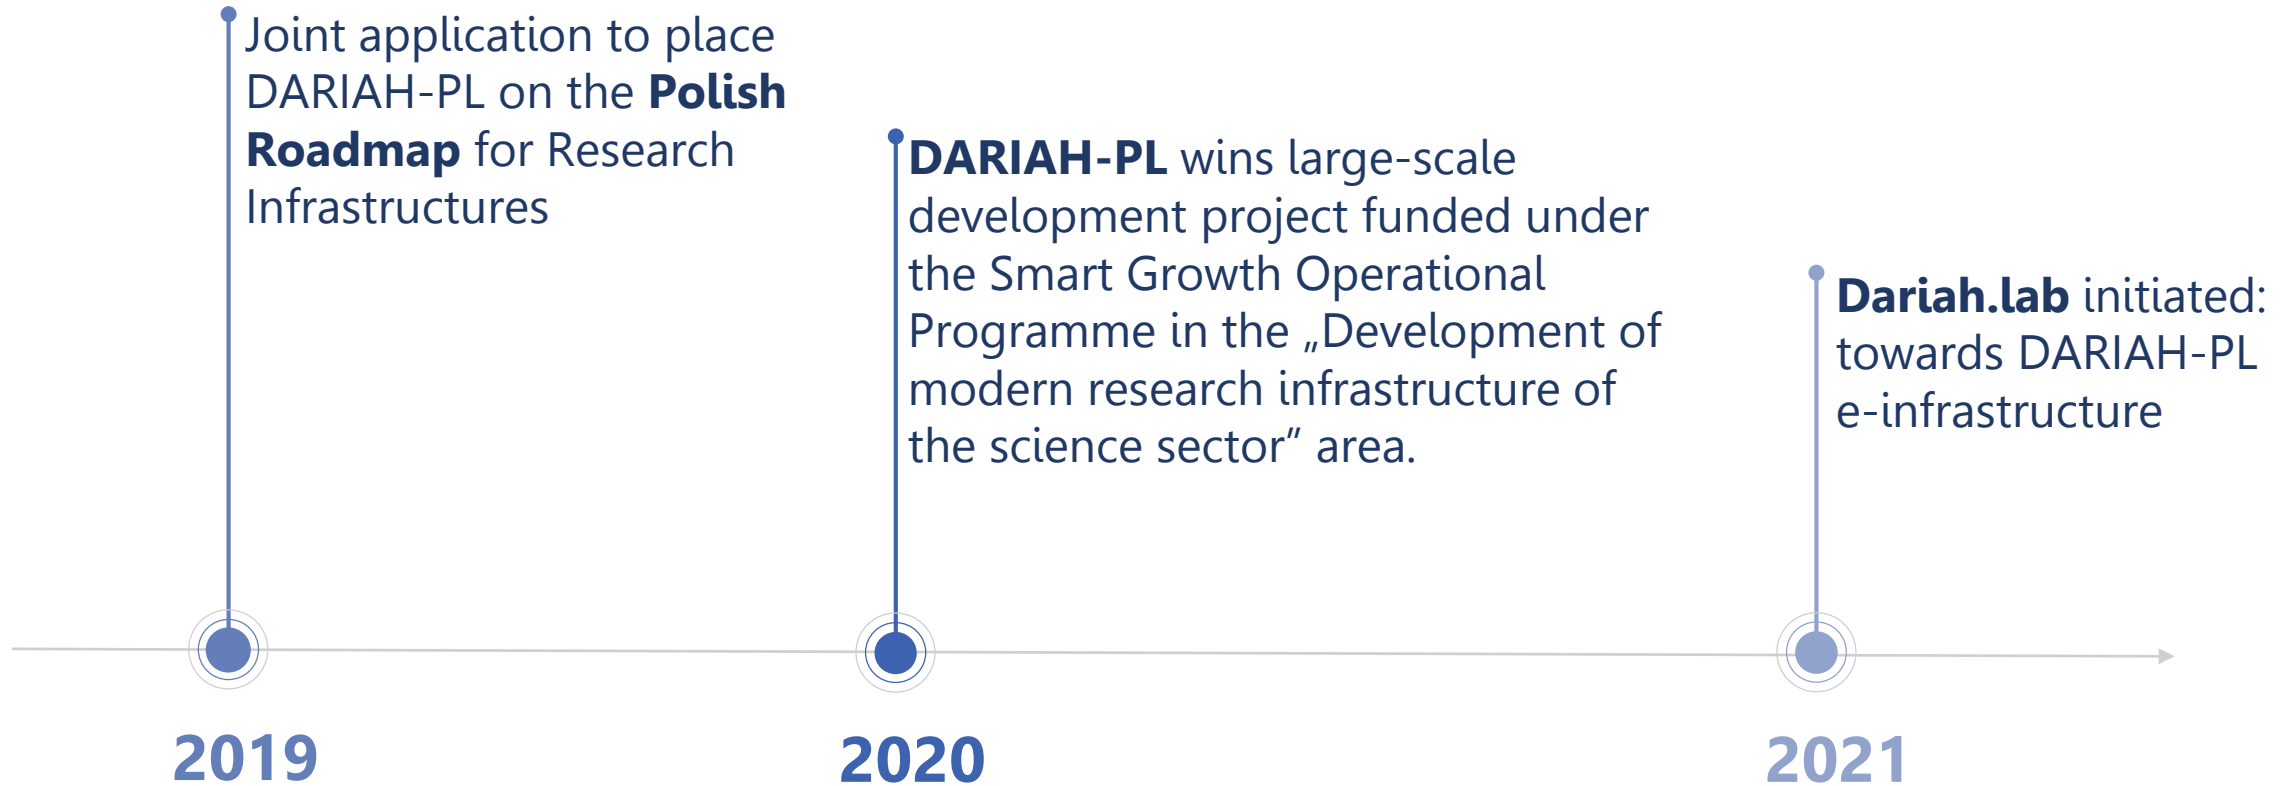 Joint application to place
DARIAH-PL on the Polish
Roadmap for Research
Infrastructures
DARIAH-PL wins large-scale
development project funded under
the Smart Growth Operational
Programme in the „Development of
modern research infrastructure of
the science sector” area.
Dariah.lab initiated:
towards DARIAH-PL
e-infrastructure
2019
2020
2021